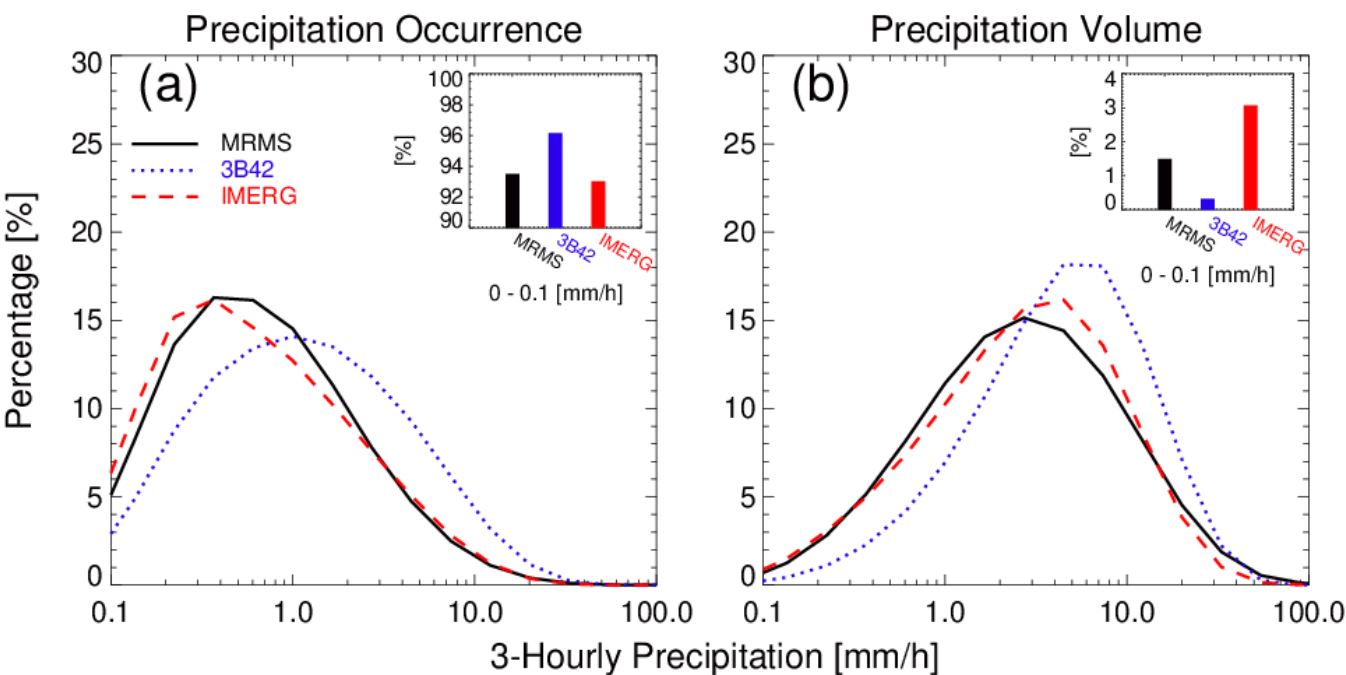 Precipitation Occurrence
Precipitation Volume
(a)
(b)
MRMS
3B42
IMERG
Percentage [%]
30
25
20
15
10
5
0
0.1
1.0
10.0
100.0
[%]
100
98
96
94
92
90
MRMS
3B42
IMERG
0 - 0.1 [mm/h]
30
25
20
15
10
5
0
0.1
1.0
10.0
100.0
[%]
4
3
2
1
0
MRMS
3B42
IMERG
0 - 0.1 [mm/h]
3-Hourly Precipitation [mm/h]